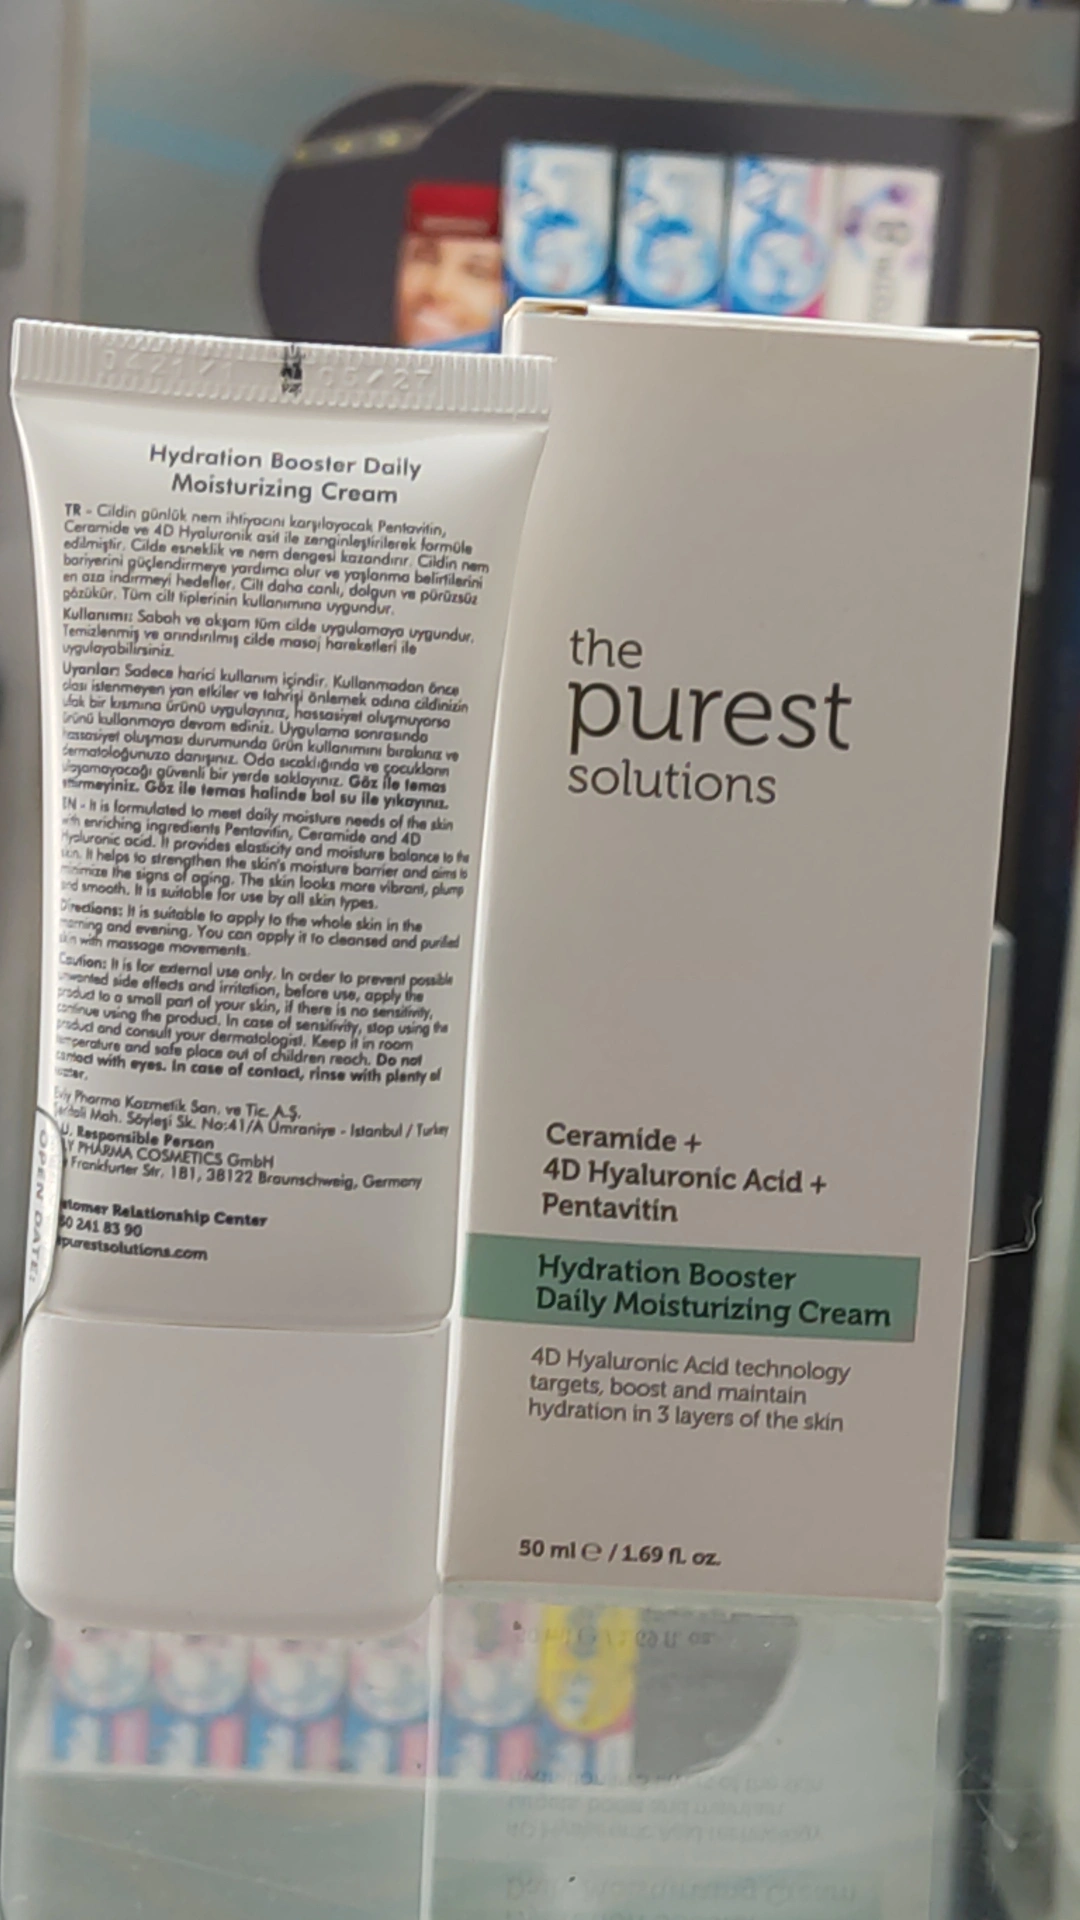 05/27
Hydration Booster Daily
Moisturizing Cream
TR - Cildin günlük nem ihtiyacını karşılayacak Pentavitin,
Ceramide ve 4D Hyaluronik asit ile zenginleştirilerek formüle
edilmiştir. Cilde esneklik ve nem dengesi kazandırır. Cildin nem
bariyerini güçlendirmeye yardımcı olur ve yaşlanma belirtilerini
en aza indirmeyi hedefler. Cilt daha canlı, dolgun ve pürüzsüz
gözükür. Tüm cilt tiplerinin kullanımına uygundur.
Kullanımı: Sabah ve akşam tüm cilde uygulamaya uygundur.
Temizlenmiş ve arındırılmış cilde masaj hareketleri ile
uygulayabilirsiniz.
Uyarılar: Sadece harici kullanım içindir. Kullanmadan önce
olası istenmeyen yan etkiler ve tahrişi önlemek adına cildinizin
ufak bir kısmına ürünü uygulayınız, hassasiyet oluşmuyorsa
ürünü kullanmaya devam ediniz. Uygulama sonrasında
hassasiyet oluşması durumunda ürün kullanımını bırakınız ve
dermatoloğunuza danışınız. Oda sıcaklığında ve çocukların
ulaşamayacağı güvenli bir yerde saklayınız. Göz ile temas
ettirmeyiniz. Göz ile temas halinde bol su ile yıkayınız.
EN - It is formulated to meet daily moisture needs of the skin
with enriching ingredients Pentavitin, Ceramide and 4D
Hyaluronic acid. It provides elasticity and moisture balance to the
skin. It helps to strengthen the skin's moisture barrier and aims to
minimize the signs of aging. The skin looks more vibrant, plump
and smooth. It is suitable for use by all skin types.
Directions: It is suitable to apply to the whole skin in the
morning and evening. You can apply it to cleansed and purified
skin with massage movements.
Caution: It is for external use only. In order to prevent possible
unwanted side effects and irritation, before use, apply the
product to a small part of your skin, if there is no sensitivity,
continue using the product. In case of sensitivity, stop using the
product and consult your dermatologist. Keep it in room
temperature and safe place out of children reach. Do not
contact with eyes. In case of contact, rinse with plenty of
water.
Pharma Kozmetik San. ve Tic. A.Ş.
Mah. Söyleşi Sk. No:41/A Ümraniye - Istanbul / Turkey
Responsible Person
PHARMA COSMETICS GmbH
Frankfurter Str. 181, 38122 Braunschweig, Germany
Relationship Center
241 83 90
purestsolutions.com
OPEN DATE:
the
purest
solutions
Ceramide +
4D Hyaluronic Acid +
Pentavitin
Hydration Booster
Daily Moisturizing Cream
4D Hyaluronic Acid technology
targets, boost and maintain
hydration in 3 layers of the skin
50 ml e / 1.69 fl. oz.